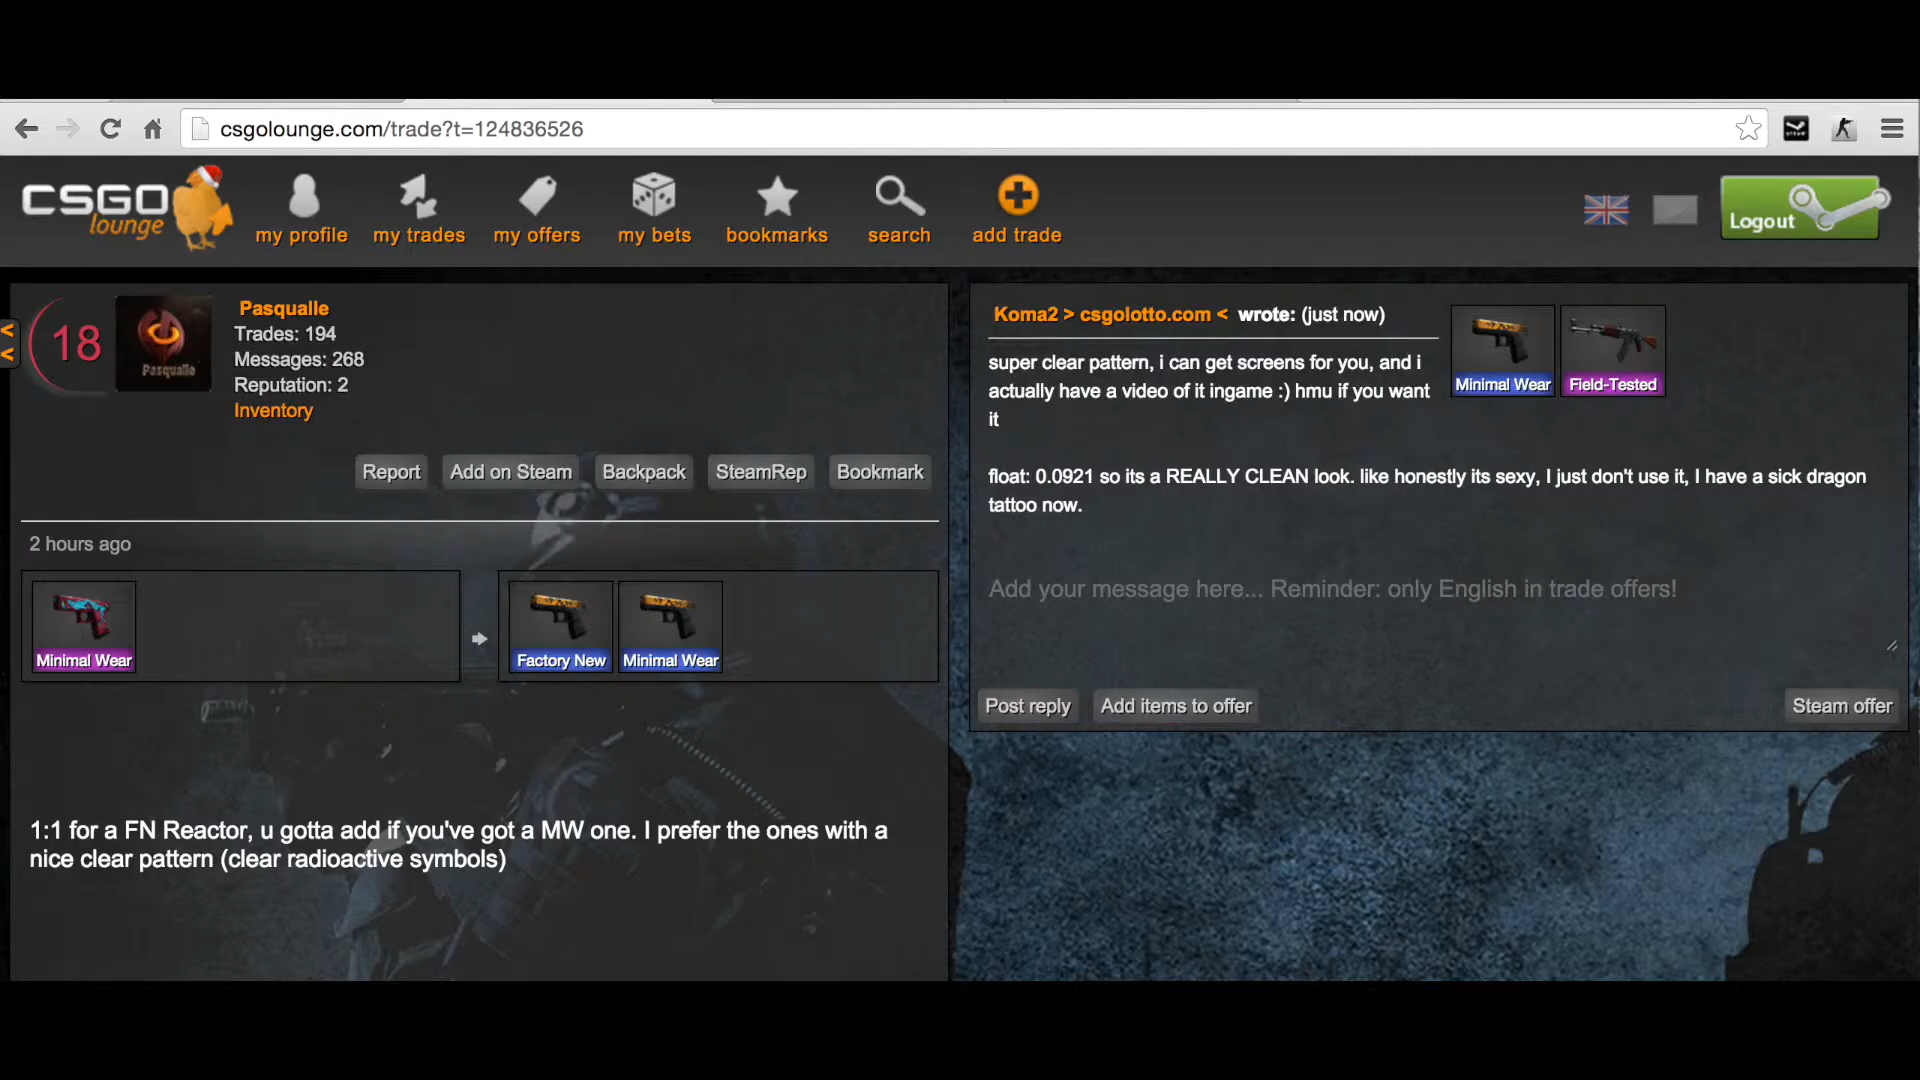 csgolounge.com/trade?t=124836526
CSGO
lounge
my profile
my trades
my offers
my bets
bookmarks
search
add trade
Logout
<
<
18
Pasqualle
Pasqualle
Trades: 194
Messages: 268
Reputation: 2
Inventory
Report
Add on Steam
Backpack
SteamRep
Bookmark
2 hours ago
Minimal Wear
Factory New
Minimal Wear
1:1 for a FN Reactor, u gotta add if you've got a MW one. I prefer the ones with a
nice clear pattern (clear radioactive symbols)
Koma2 > csgolotto.com < wrote: (just now)
super clear pattern, i can get screens for you, and i
actually have a video of it ingame :) hmu if you want
it
Minimal Wear
Field-Tested
float: 0.0921 so its a REALLY CLEAN look. like honestly its sexy, I just don't use it, I have a sick dragon
tattoo now.
Add your message here... Reminder: only English in trade offers!
Post reply
Add items to offer
Steam offer